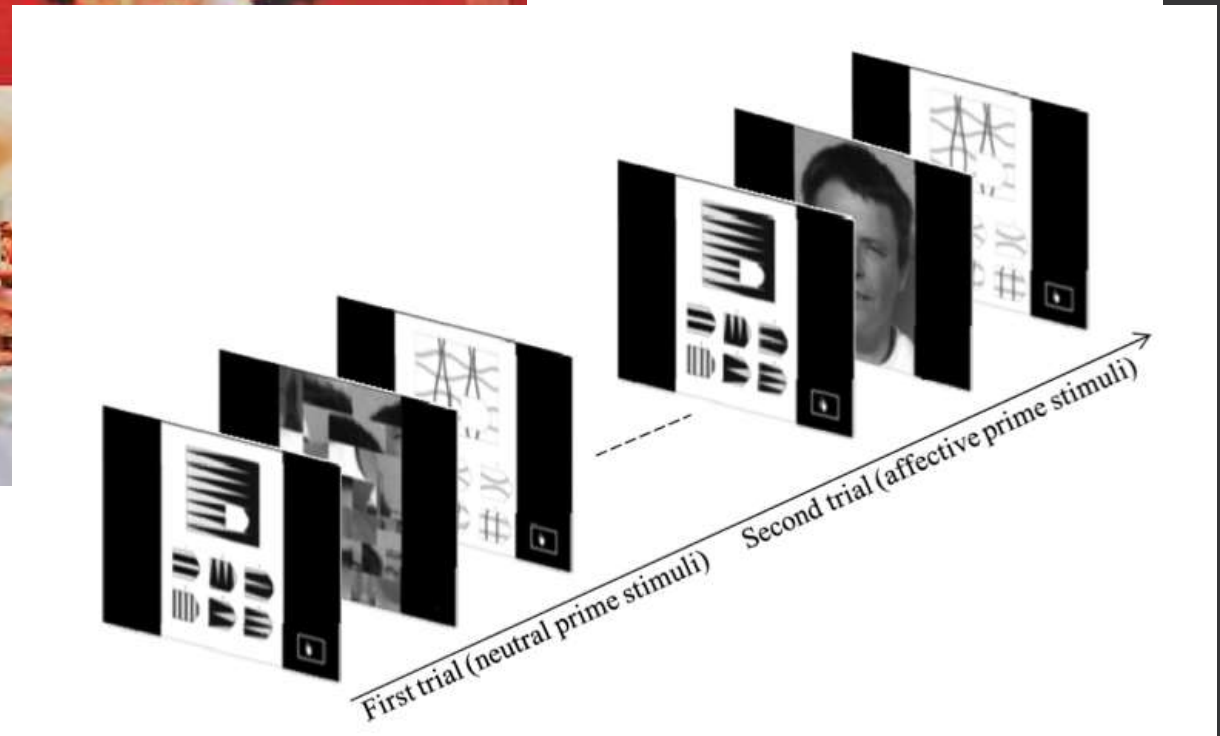 First trial (neutral prime stimuli)
Second trial (affective prime stimuli)